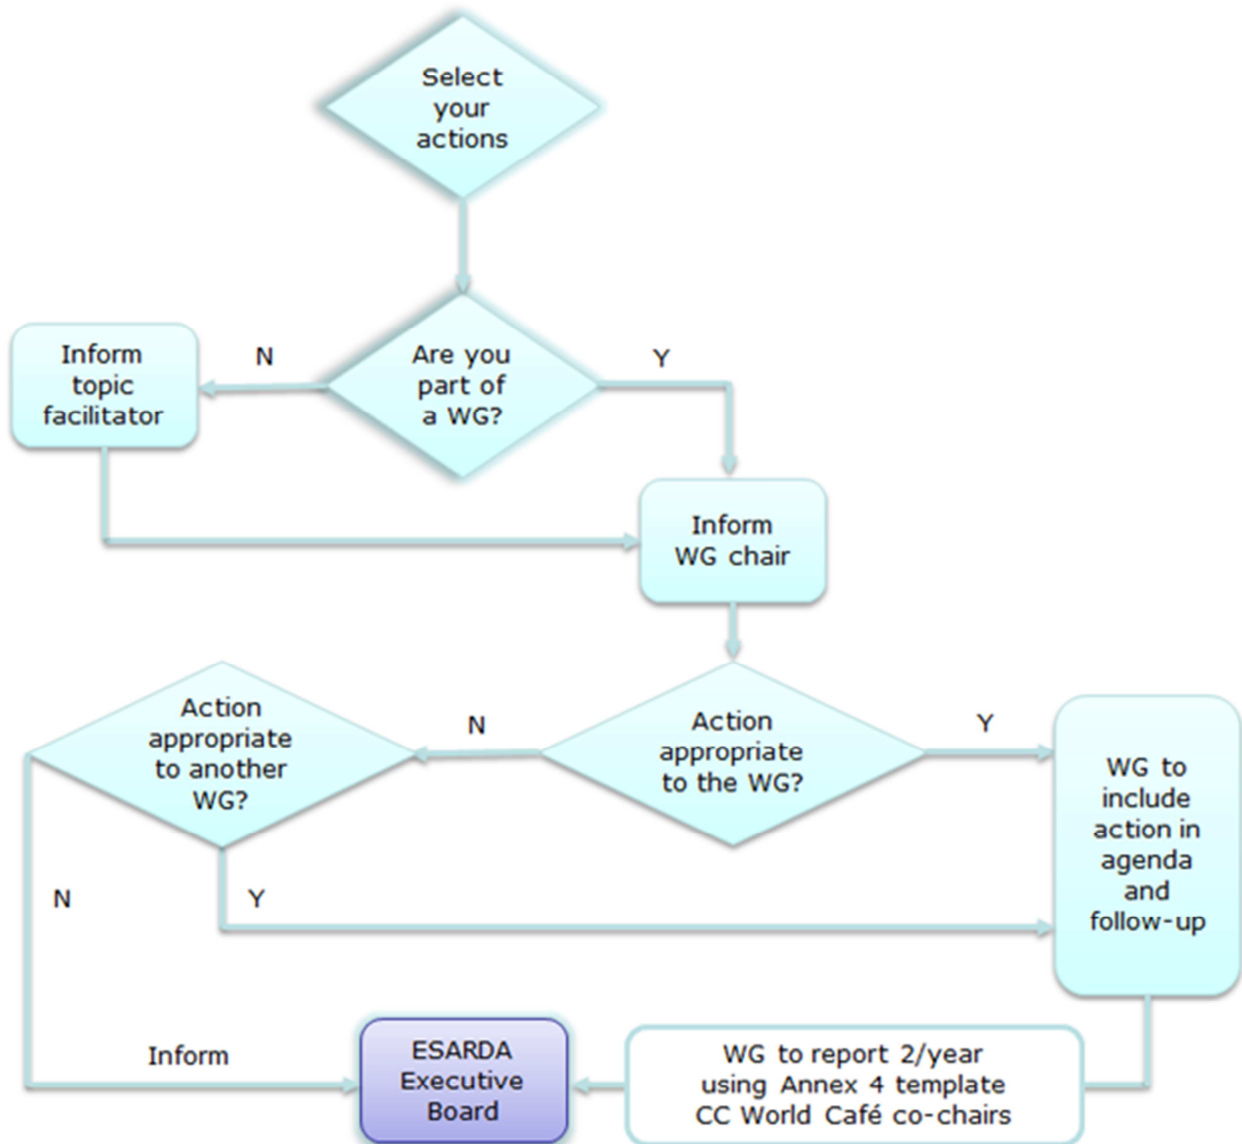 Select
your
actions
Are you
part of
a WG?
N
Y
Inform
topic
facilitator
Inform
WG chair
Action
appropriate
to the WG?
N
Y
Action
appropriate
to another
WG?
WG to
include
action in
agenda
and
follow-up
N
Y
Inform
ESARDA
Executive
Board
WG to report 2/year
using Annex 4 template
CC World Café co-chairs